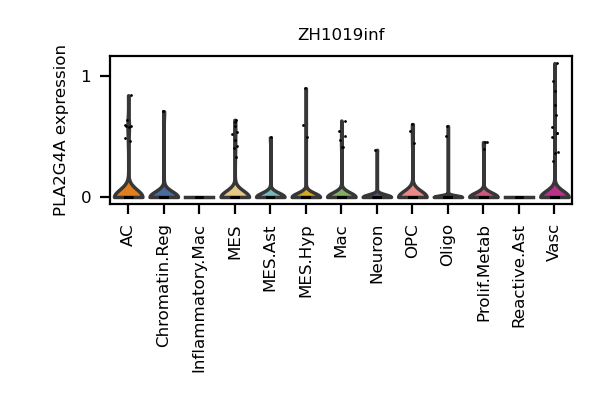 ZH1019inf
PLA2G4A expression
1
0
AC
Chromatin.Reg
Inflammatory.Mac
MES
MES.Ast
MES.Hyp
Mac
Neuron
OPC
Oligo
Prolif.Metab
Reactive.Ast
Vasc